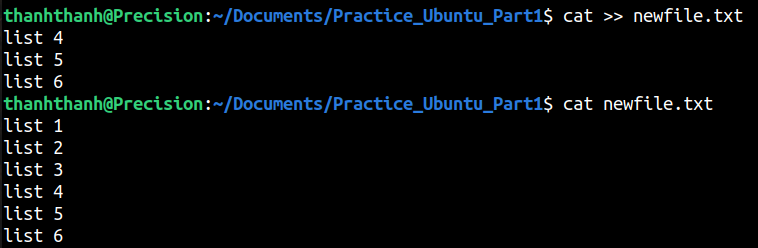 thanhthanh@Precision:~/Documents/Practice_Ubuntu_Part1$ cat >> newfile.txt
list 4
list 5
list 6
thanhthanh@Precision:~/Documents/Practice_Ubuntu_Part1$ cat newfile.txt
list 1
list 2
list 3
list 4
list 5
list 6